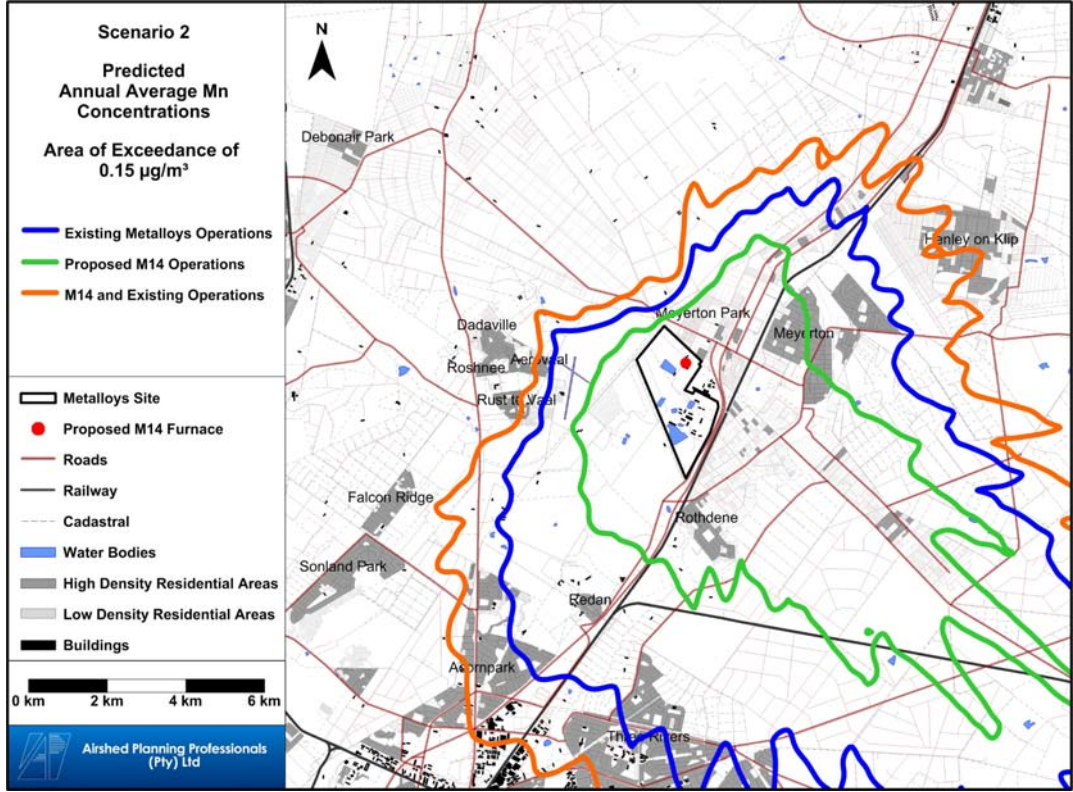 Scenario 2
Predicted
Annual Average Mn
Concentrations
Area of Exceedance of
0.15 µg/m³
Existing Metalloys Operations
Proposed M14 Operations
M14 and Existing Operations
Metalloys Site
Proposed M14 Furnace
Roads
Railway
Cadastral
Water Bodies
High Density Residential Areas
Low Density Residential Areas
Buildings
0 km 2 km 4 km 6 km
Airshed Planning Professionals
(Pty) Ltd
N
Debonair Park
Henley on Klip
Meyerton Park
Dadaville
Meyerton
Aerovaal
Roshnee
Rust te Vaal
Falcon Ridge
Rothdene
Sonland Park
Redan
Acornpark
Three Rivers